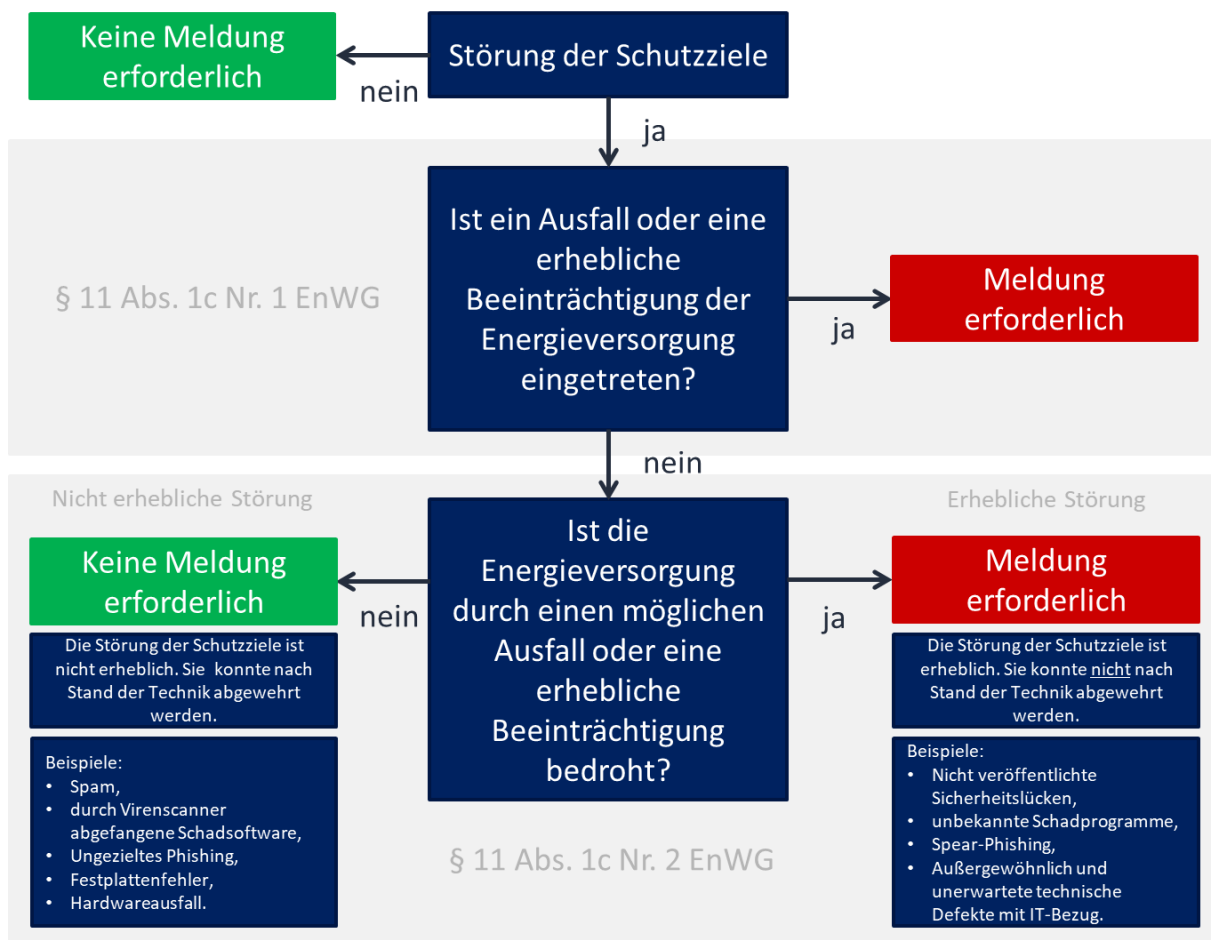 Keine Meldung
erforderlich
nein
Störung der Schutzziele
ja
§ 11 Abs. 1c Nr. 1 EnWG
Ist ein Ausfall oder eine
erhebliche
Beeinträchtigung der
Energieversorgung
eingetreten?
ja
Meldung
erforderlich
nein
Nicht erhebliche Störung
Keine Meldung
erforderlich
nein
Die Störung der Schutzziele ist
nicht erheblich. Sie konnte nach
Stand der Technik abgewehrt
werden.
Beispiele:
• Spam,
• durch Virenscanner
abgefangene Schadsoftware,
• Ungezieltes Phishing,
• Festplattenfehler,
• Hardwareausfall.
Ist die
Energieversorgung
durch einen möglichen
Ausfall oder eine
erhebliche
Beeinträchtigung
bedroht?
§ 11 Abs. 1c Nr. 2 EnWG
ja
Erhebliche Störung
Meldung
erforderlich
Die Störung der Schutzziele ist
erheblich. Sie konnte nicht nach
Stand der Technik abgewehrt
werden.
Beispiele:
• Nicht veröffentlichte
Sicherheitslücken,
• unbekannte Schadprogramme,
• Spear-Phishing,
• Außergewöhnlich und
unerwartete technische
Defekte mit IT-Bezug.